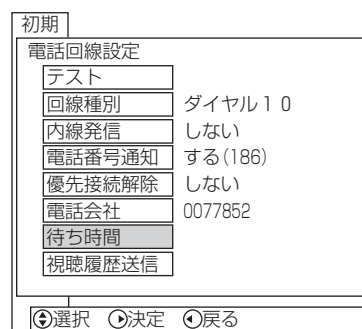 初期
電話回線設定
テスト
回線種別 ダイヤル１０
内線発信 しない
電話番号通知 する(186)
優先接続解除 しない
電話会社 0077852
待ち時間
視聴履歴送信
選択 決定 戻る